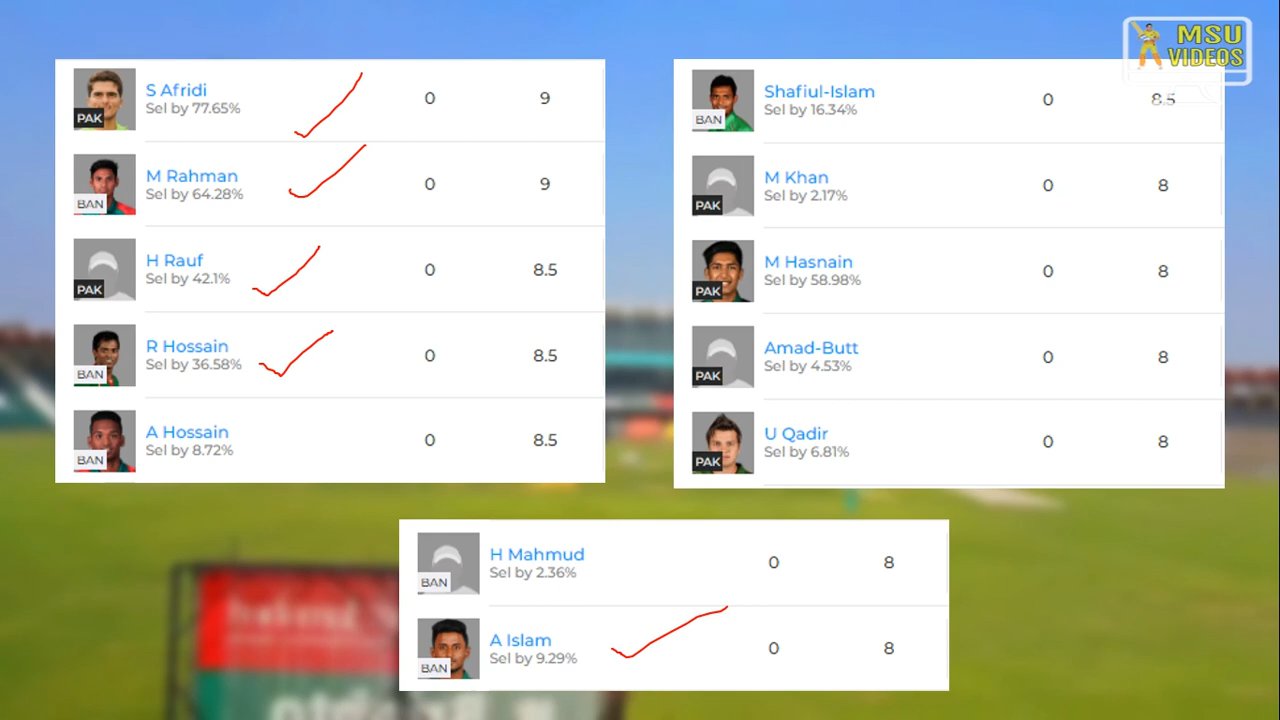 MSU
VIDEOS
S Afridi
Sel by 77.65%
0
9
PAK
M Rahman
Sel by 64.28%
0
9
BAN
H Rauf
Sel by 42.1%
0
8.5
PAK
R Hossain
Sel by 36.58%
0
8.5
BAN
A Hossain
Sel by 8.72%
0
8.5
BAN
Shafiul-Islam
Sel by 16.34%
0
8.5
BAN
M Khan
Sel by 2.17%
0
8
PAK
M Hasnain
Sel by 58.98%
0
8
PAK
Amad-Butt
Sel by 4.53%
0
8
PAK
U Qadir
Sel by 6.81%
0
8
PAK
H Mahmud
Sel by 2.36%
0
8
BAN
A Islam
Sel by 9.29%
0
8
BAN